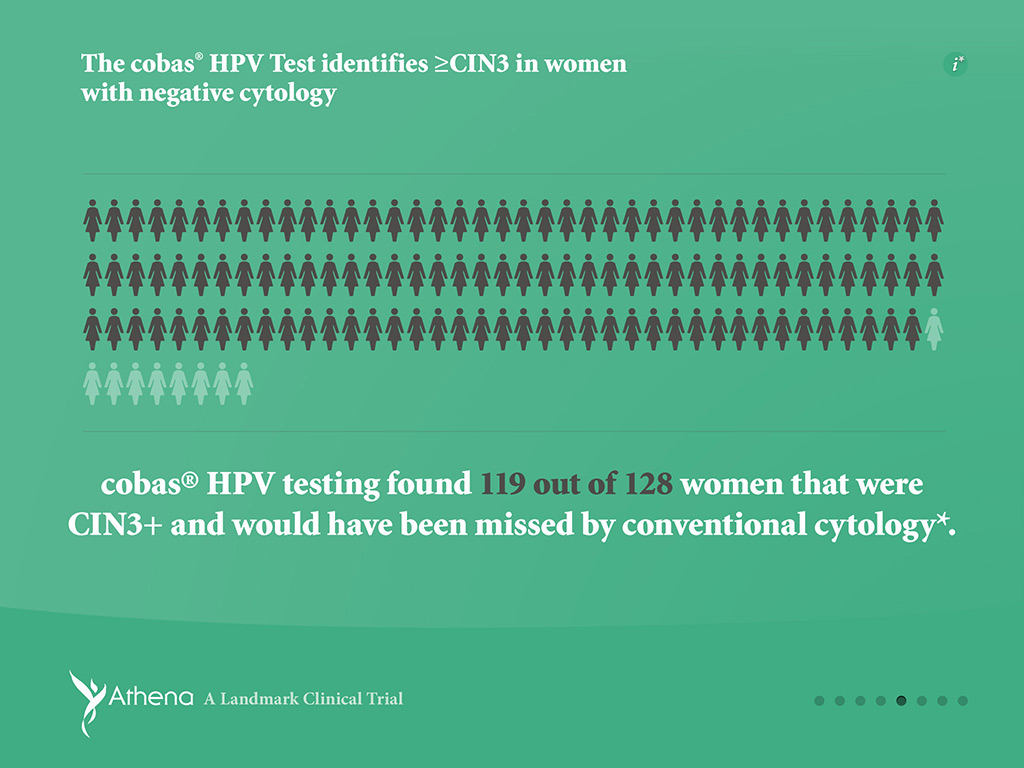 The cobas® HPV Test identifies ≥CIN3 in women
with negative cytology
i*
cobas® HPV testing found 119 out of 128 women that were
CIN3+ and would have been missed by conventional cytology*.
Athena A Landmark Clinical Trial